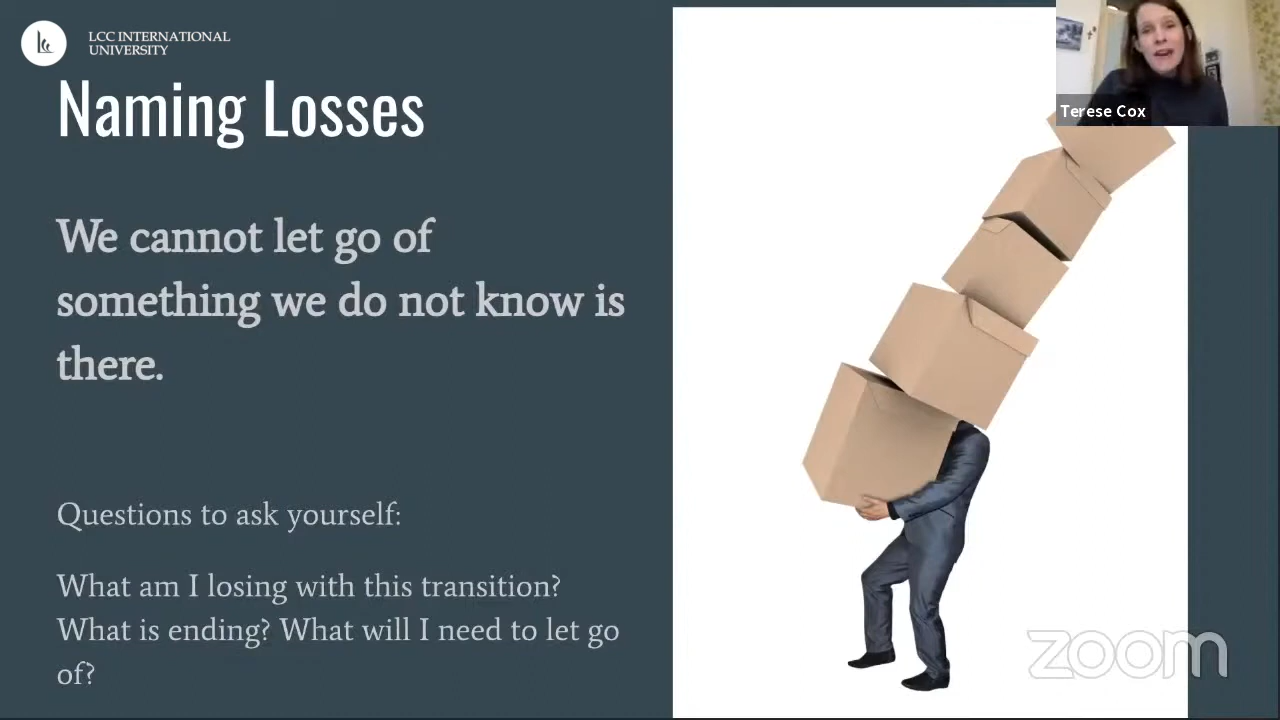 LCC INTERNATIONAL
UNIVERSITY
Naming Losses
We cannot let go of
something we do not know is
there.
Questions to ask yourself:
What am I losing with this transition?
What is ending? What will I need to let go
of?
Terese Cox
zoom